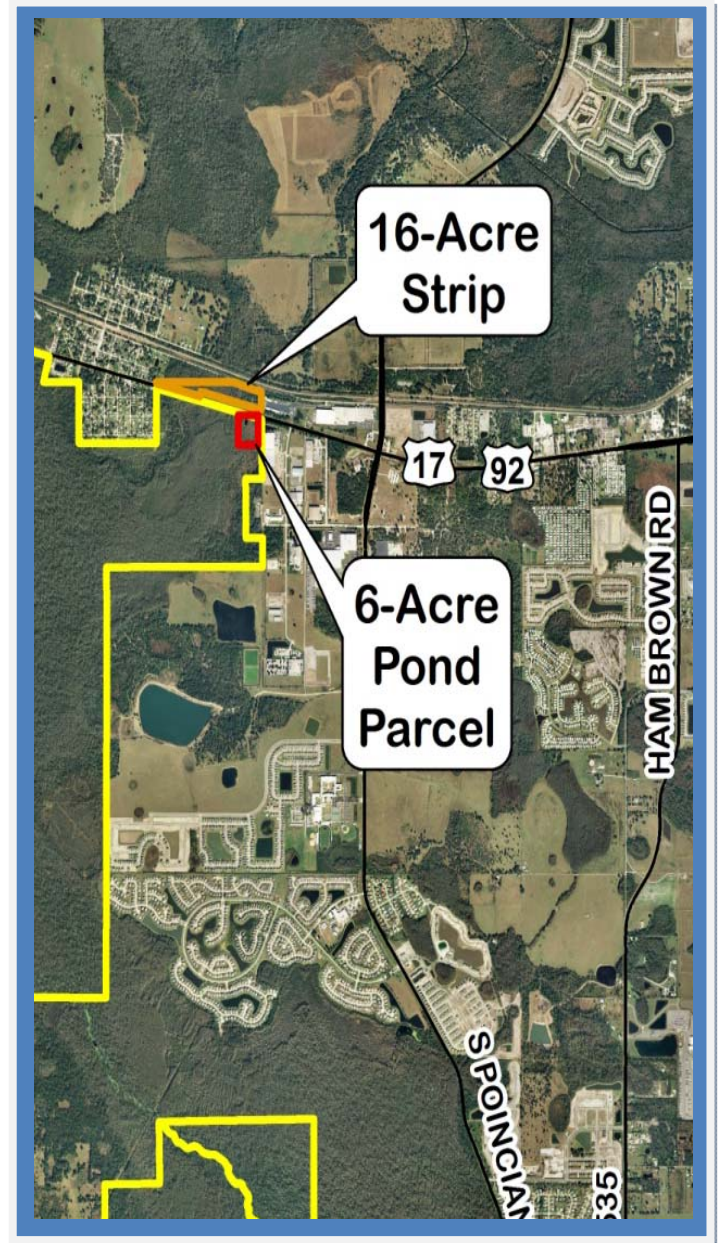 16-Acre
Strip
17
92
HAM BROWN RD
6-Acre
Pond
Parcel
S POINCIAN
535